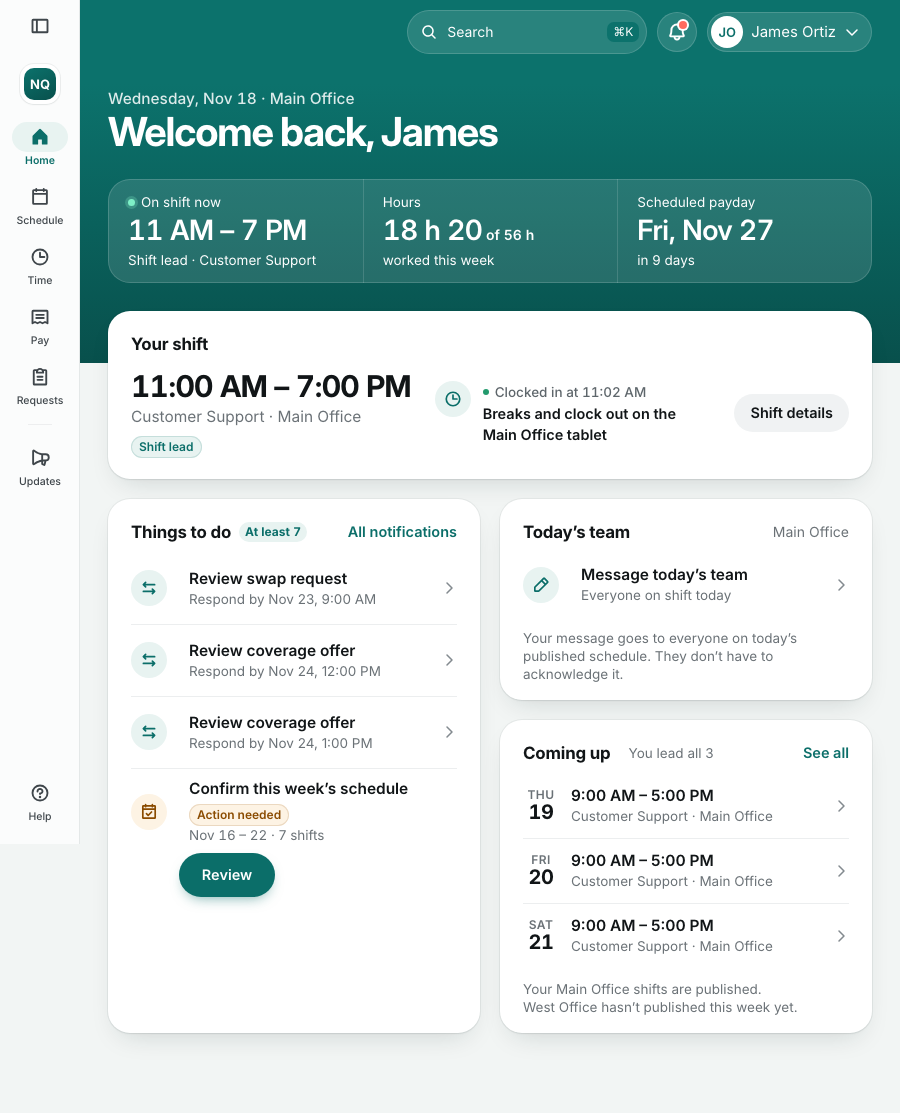 Search
⌘K
JO
James Ortiz
NQ
Home
Schedule
Time
Pay
Requests
Updates
Help
Wednesday, Nov 18 · Main Office
Welcome back, James
On shift now
11 AM – 7 PM
Shift lead · Customer Support
Hours
18 h 20 of 56 h
worked this week
Scheduled payday
Fri, Nov 27
in 9 days
Your shift
11:00 AM – 7:00 PM
Customer Support · Main Office
Shift lead
Clocked in at 11:02 AM
Breaks and clock out on the
Main Office tablet
Shift details
Things to do
At least 7
All notifications
Review swap request
Respond by Nov 23, 9:00 AM
Review coverage offer
Respond by Nov 24, 12:00 PM
Review coverage offer
Respond by Nov 24, 1:00 PM
Confirm this week’s schedule
Action needed
Nov 16 – 22 · 7 shifts
Review
Today’s team
Main Office
Message today’s team
Everyone on shift today
Your message goes to everyone on today’s
published schedule. They don’t have to
acknowledge it.
Coming up
You lead all 3
See all
THU
19
9:00 AM – 5:00 PM
Customer Support · Main Office
FRI
20
9:00 AM – 5:00 PM
Customer Support · Main Office
SAT
21
9:00 AM – 5:00 PM
Customer Support · Main Office
Your Main Office shifts are published.
West Office hasn’t published this week yet.